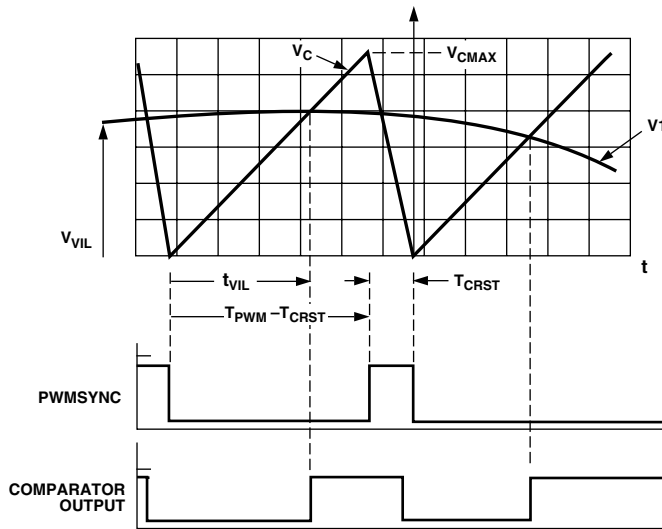 V_C
V_CMAX
V1
V_VIL
t
t_VIL
T_CRST
T_PWM –T_CRST
PWMSYNC
COMPARATOR
OUTPUT